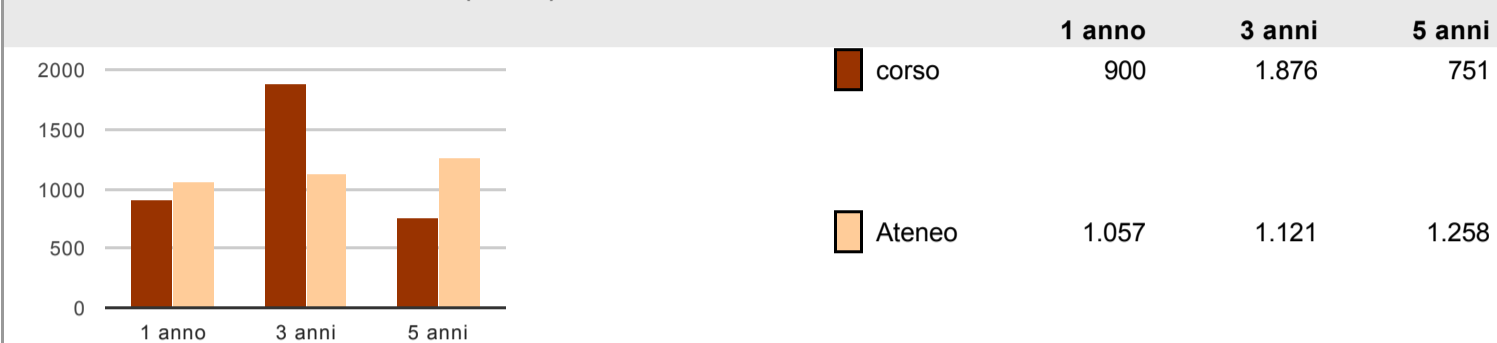 1 anno 3 anni 5 anni
2000
1500
1000
500
0
1 anno 3 anni 5 anni
corso 900 1.876 751
Ateneo 1.057 1.121 1.258